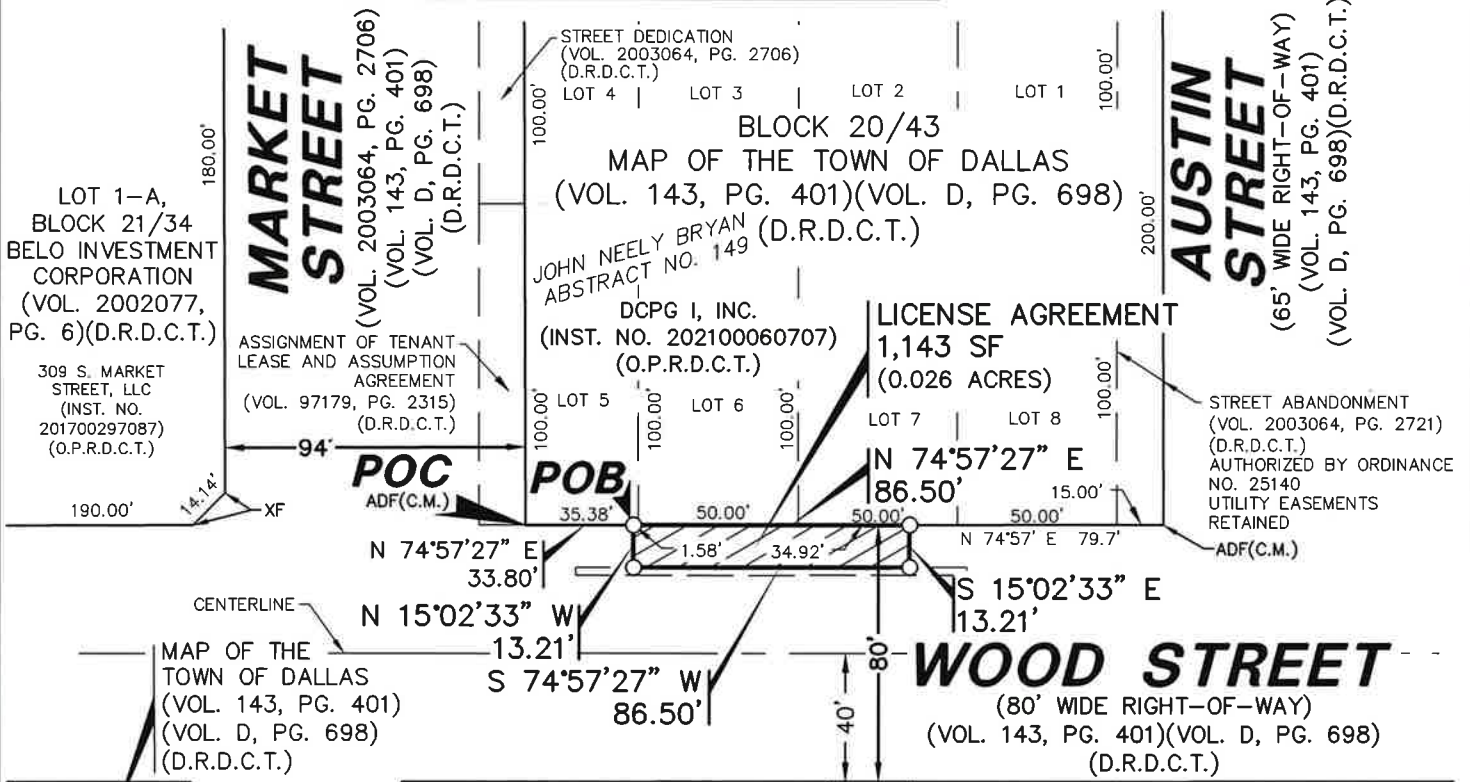 LOT 1-A,
BLOCK 21/34
BELO INVESTMENT
CORPORATION
(VOL. 2002077,
PG. 6)(D.R.D.C.T.)
309 S. MARKET
STREET, LLC
(INST. NO.
201700297087)
(O.P.R.D.C.T.)
190.00'
14.14'
XF
180.00'
MARKET
STREET
(VOL. 2003064, PG. 2706)
(VOL. 143, PG. 401)
(VOL. D, PG. 698)
(D.R.D.C.T.)
94'
ASSIGNMENT OF TENANT
LEASE AND ASSUMPTION
AGREEMENT
(VOL. 97179, PG. 2315)
(D.R.D.C.T.)
STREET DEDICATION
(VOL. 2003064, PG. 2706)
(D.R.D.C.T.)
100.00'
LOT 4
LOT 3
LOT 2
LOT 1
100.00'
BLOCK 20/43
MAP OF THE TOWN OF DALLAS
(VOL. 143, PG. 401)(VOL. D, PG. 698)
(D.R.D.C.T.)
JOHN NEELY BRYAN
ABSTRACT NO. 149
DCPG I, INC.
(INST. NO. 202100060707)
(O.P.R.D.C.T.)
LICENSE AGREEMENT
1,143 SF
(0.026 ACRES)
100.00'
LOT 5
100.00'
LOT 6
100.00'
LOT 7
LOT 8
100.00'
200.00'
AUSTIN
STREET
(65' WIDE RIGHT-OF-WAY)
(VOL. 143, PG. 401)
(VOL. D, PG. 698)(D.R.D.C.T.)
STREET ABANDONMENT
(VOL. 2003064, PG. 2721)
(D.R.D.C.T.)
AUTHORIZED BY ORDINANCE
NO. 25140
UTILITY EASEMENTS
RETAINED
ADF(C.M.)
POC
ADF(C.M.)
POB
35.38'
50.00'
50.00'
50.00'
15.00'
N 74°57'27" E
86.50'
N 74°57' E 79.7'
1.58'
34.92'
N 74°57'27" E
33.80'
N 15°02'33" W
13.21'
S 74°57'27" W
86.50'
S 15°02'33" E
13.21'
CENTERLINE
MAP OF THE
TOWN OF DALLAS
(VOL. 143, PG. 401)
(VOL. D, PG. 698)
(D.R.D.C.T.)
40'
80'
WOOD STREET
(80' WIDE RIGHT-OF-WAY)
(VOL. 143, PG. 401)(VOL. D, PG. 698)
(D.R.D.C.T.)